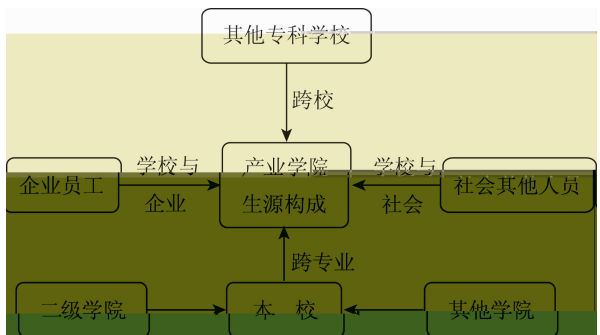 其他专科学校
跨校
学校与
产业学院
学校与
企业员工
企业
生源构成
社会
社会其他人员
跨专业
二级学院
本 校
其他学院